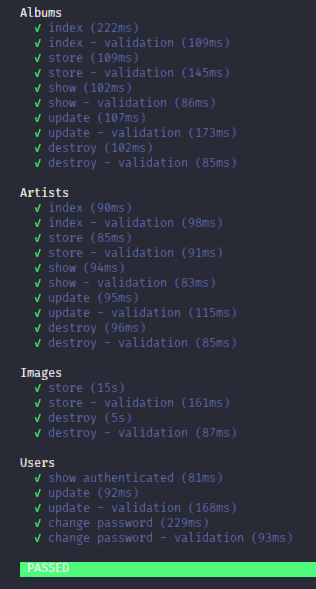 Albums
✓ index (222ms)
✓ index - validation (109ms)
✓ store (109ms)
✓ store - validation (145ms)
✓ show (102ms)
✓ show - validation (86ms)
✓ update (107ms)
✓ update - validation (173ms)
✓ destroy (102ms)
✓ destroy - validation (85ms)
Artists
✓ index (90ms)
✓ index - validation (98ms)
✓ store (85ms)
✓ store - validation (91ms)
✓ show (94ms)
✓ show - validation (83ms)
✓ update (95ms)
✓ update - validation (115ms)
✓ destroy (96ms)
✓ destroy - validation (85ms)
Images
✓ store (15s)
✓ store - validation (161ms)
✓ destroy (5s)
✓ destroy - validation (87ms)
Users
✓ show authenticated (81ms)
✓ update (92ms)
✓ update - validation (168ms)
✓ change password (229ms)
✓ change password - validation (93ms)
PASSED